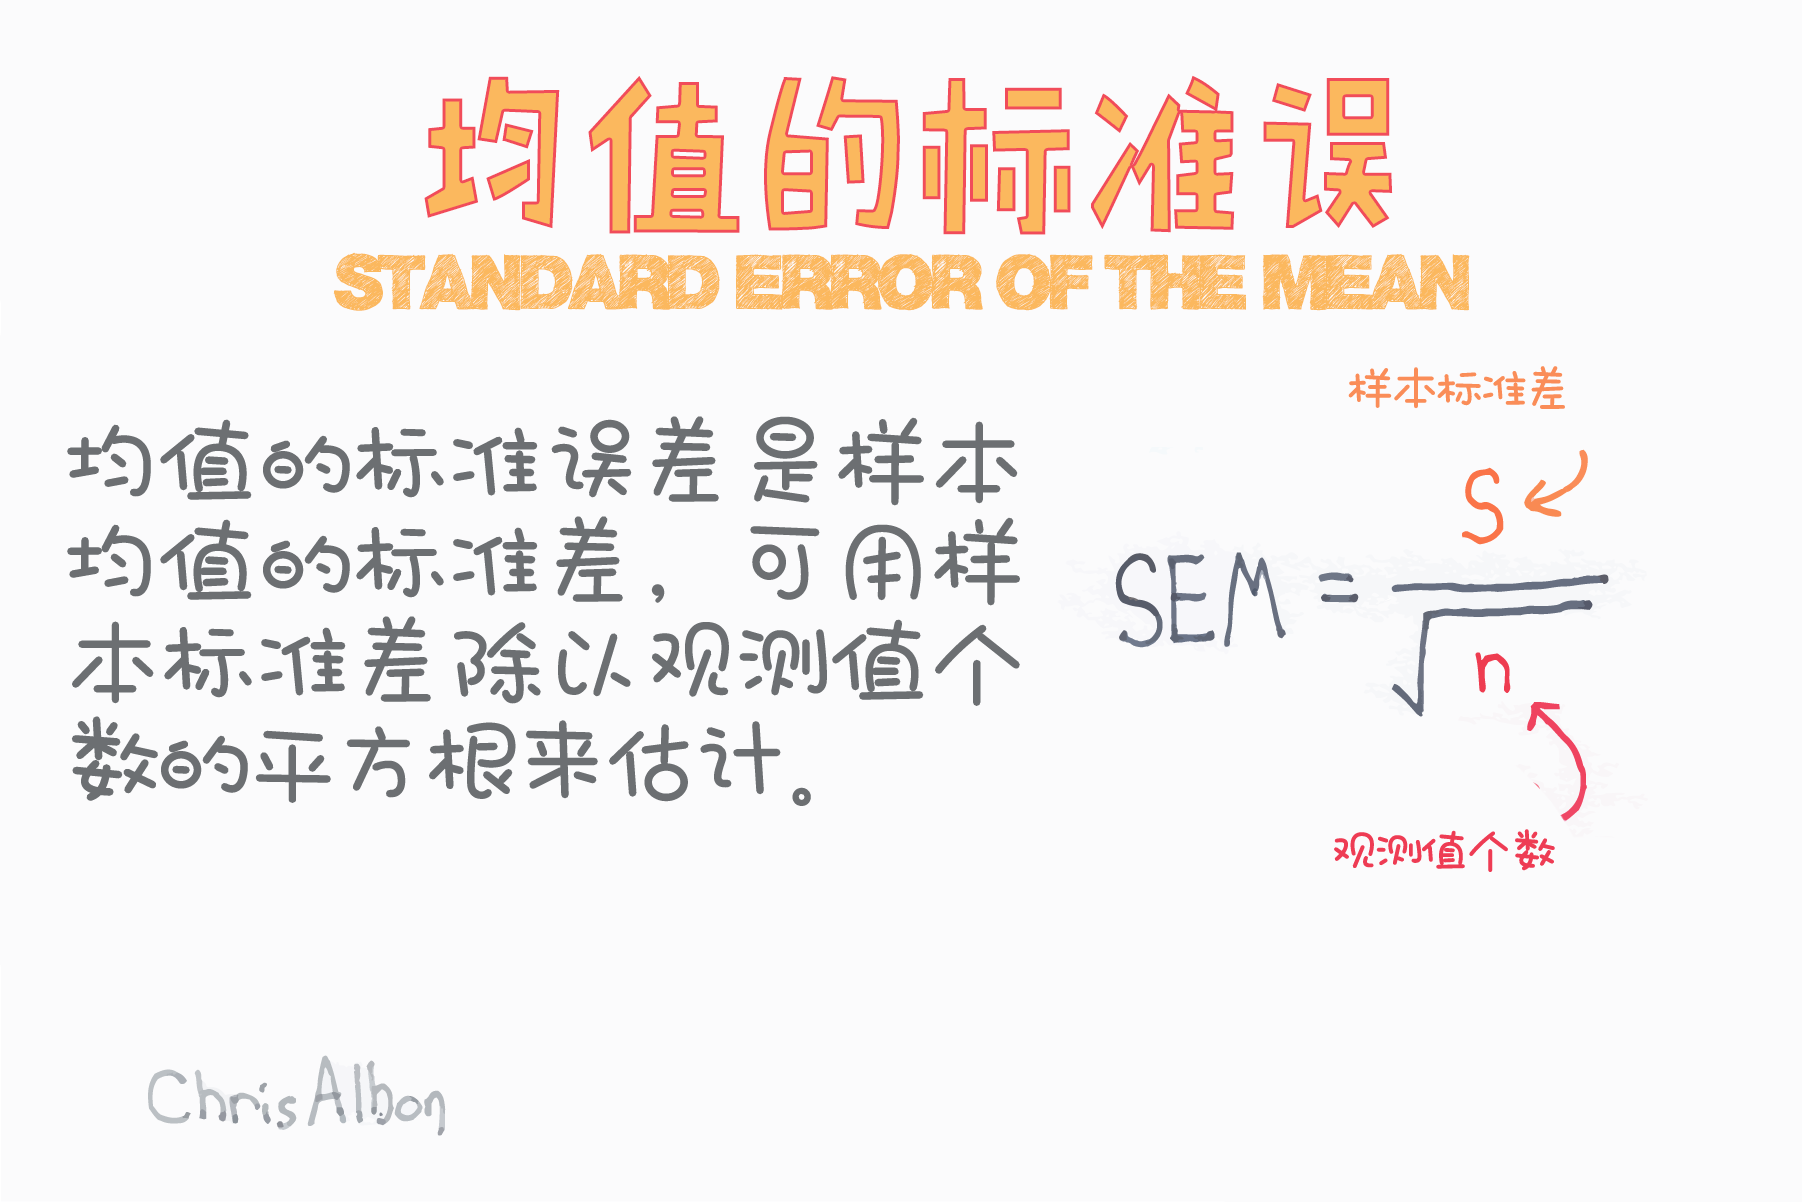 均值的标准误
STANDARD ERROR OF THE MEAN
均值的标准误差是样本
均值的标准差，可用样
本标准差除以观测值个
数的平方根来估计。
样本标准差
SEM = S / √n
观测值个数
Chris Albon